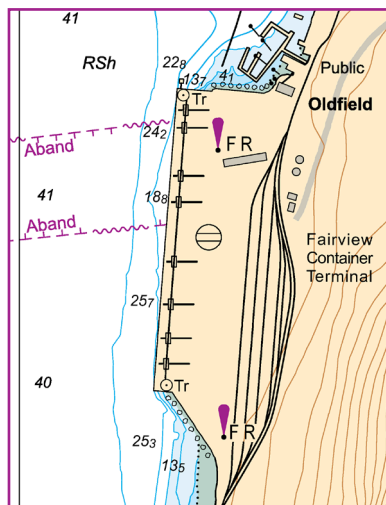 41
RSh
22₈
13₇
4₁
Public
Tr
Oldfield
24₂
Aband
F R
41
18₈
Aband
Fairview
Container
Terminal
25₇
40
Tr
F R
25₃
13₅